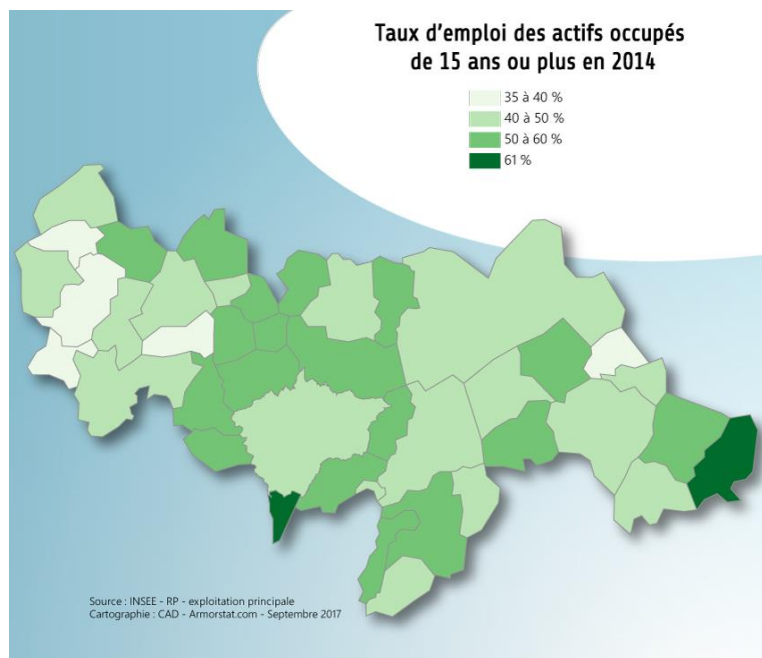 Taux d'emploi des actifs occupés
de 15 ans ou plus en 2014
35 à 40 %
40 à 50 %
50 à 60 %
61 %
Source : INSEE - RP - exploitation principale
Cartographie : CAD - Armorstat.com - Septembre 2017